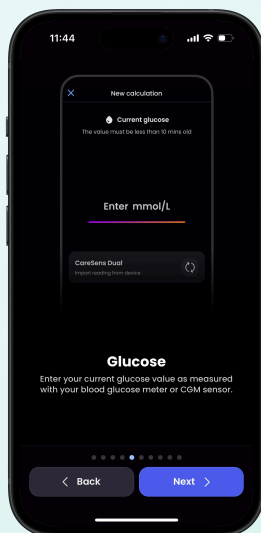 11:44
New calculation
Current glucose
The value must be less than 10 mins old
Enter mmol/L
CareSens Dual
Import reading from device
Glucose
Enter your current glucose value as measured
with your blood glucose meter or CGM sensor.
Back
Next